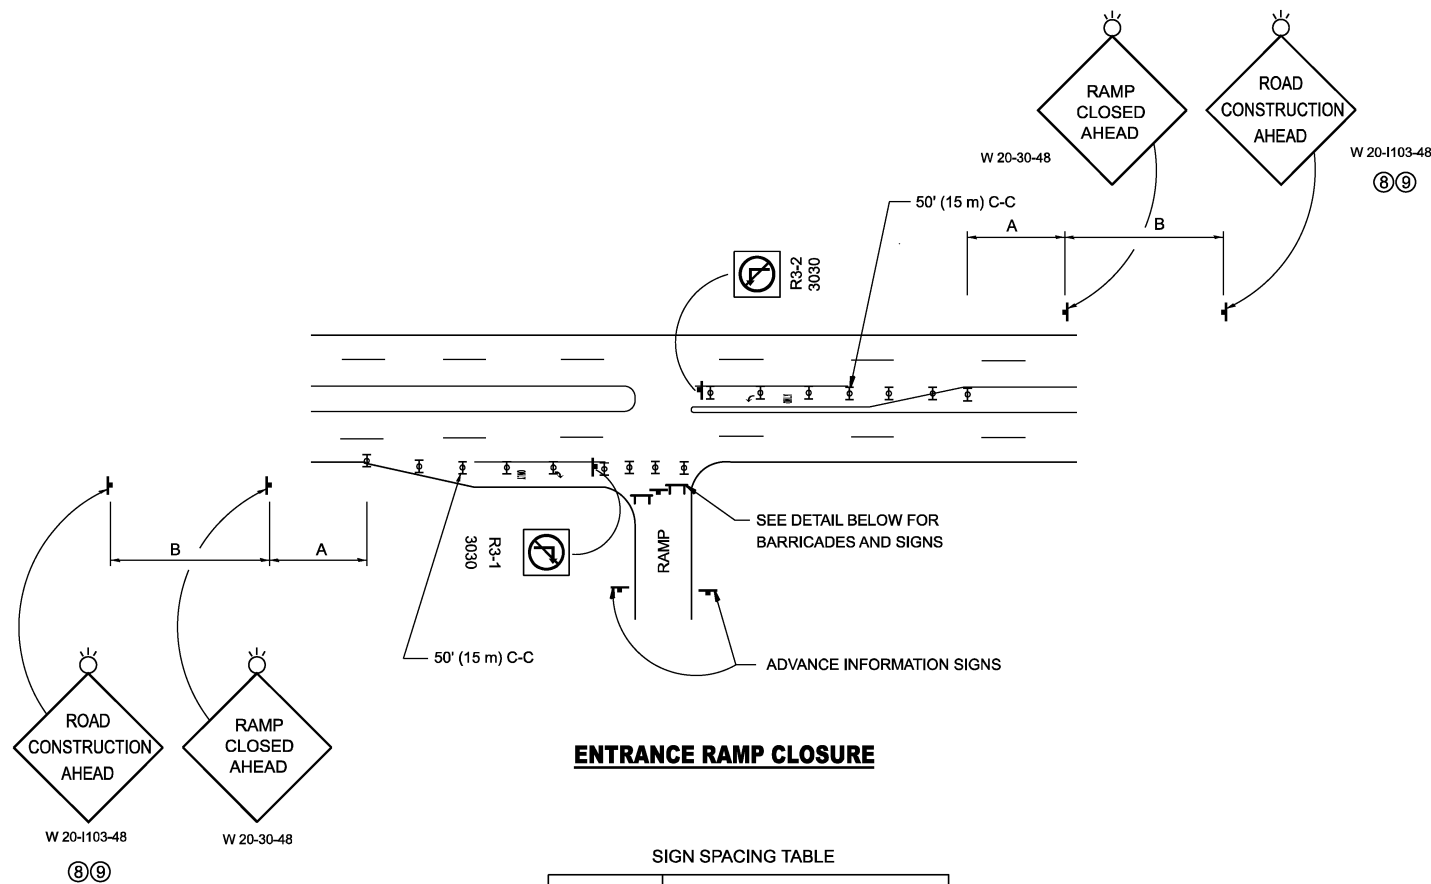 RAMP
CLOSED
AHEAD
W 20-30-48
ROAD
CONSTRUCTION
AHEAD
W 20-I103-48
⑧⑨
50' (15 m) C-C
A
B
R3-2
3030
SEE DETAIL BELOW FOR
BARRICADES AND SIGNS
RAMP
R3-1
3030
B
A
50' (15 m) C-C
ADVANCE INFORMATION SIGNS
ROAD
CONSTRUCTION
AHEAD
W 20-I103-48
⑧⑨
RAMP
CLOSED
AHEAD
W 20-30-48
ENTRANCE RAMP CLOSURE
SIGN SPACING TABLE